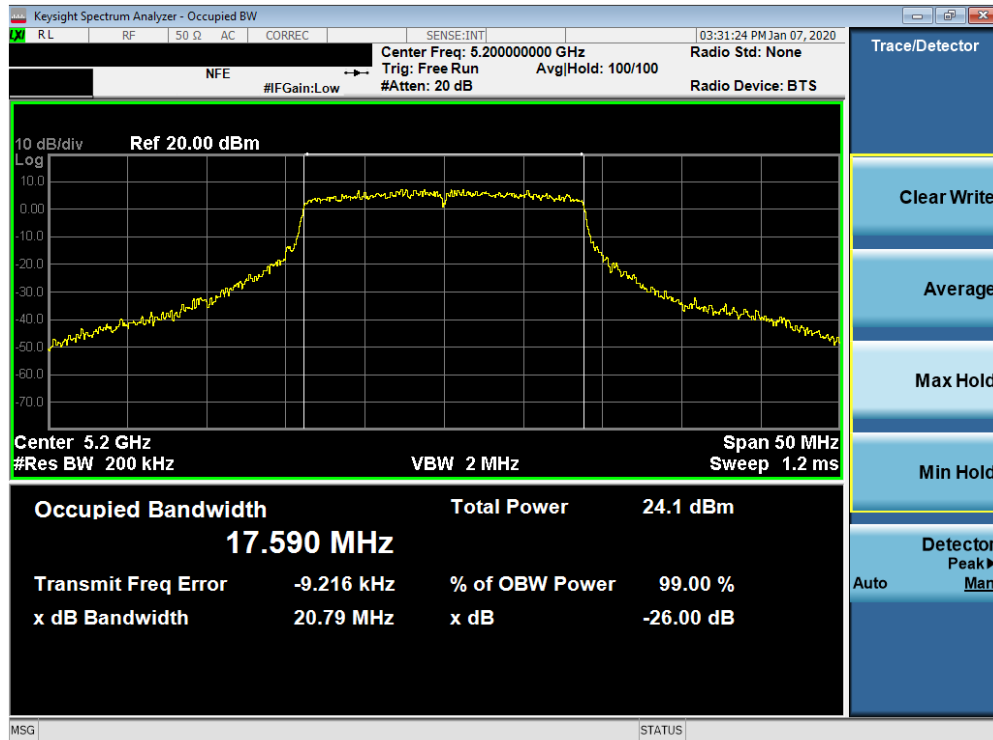 Keysight Spectrum Analyzer - Occupied BW
LXI RL RF 50 Ω AC CORREC SENSE:INT 03:31:24 PM Jan 07, 2020
Center Freq: 5.200000000 GHz Radio Std: None
NFE Trig: Free Run Avg|Hold: 100/100
#IFGain:Low #Atten: 20 dB Radio Device: BTS
10 dB/div Ref 20.00 dBm
Log
10.0
0.00
-10.0
-20.0
-30.0
-40.0
-50.0
-60.0
-70.0
Center 5.2 GHz Span 50 MHz
#Res BW 200 kHz VBW 2 MHz Sweep 1.2 ms
Occupied Bandwidth Total Power 24.1 dBm
17.590 MHz
Transmit Freq Error -9.216 kHz % of OBW Power 99.00 %
x dB Bandwidth 20.79 MHz x dB -26.00 dB
MSG STATUS
Trace/Detector
Clear Write
Average
Max Hold
Min Hold
Detector
Peak▶
Auto Man